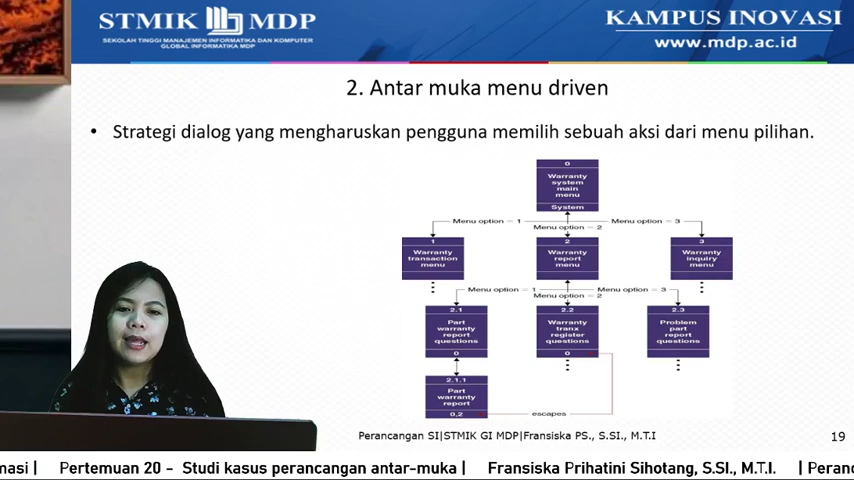 STMIK MDP
SEKOLAH TINGGI MANAJEMEN INFORMATIKA DAN KOMPUTER
GLOBAL INFORMATIKA MDP
KAMPUS INOVASI
www.mdp.ac.id
2. Antar muka menu driven
• Strategi dialog yang mengharuskan pengguna memilih sebuah aksi dari menu pilihan.
0
Warranty
system
main
menu
System
Menu option = 1
Menu option = 2
Menu option = 3
1
Warranty
transaction
menu
2
Warranty
report
menu
3
Warranty
inquiry
menu
Menu option = 1
Menu option = 2
Menu option = 3
2.1
Part
warranty
report
questions
0
2.2
Warranty
tranx
register
questions
0
2.3
Problem
part
report
questions
2.1.1
Part
warranty
report
0,2
escapes
Perancangan SI|STMIK GI MDP|Fransiska PS., S.SI., M.T.I
19
masi | Pertemuan 20 - Studi kasus perancangan antar-muka | Fransiska Prihatini Sihotang, S.SI., M.T.I. | Peranc